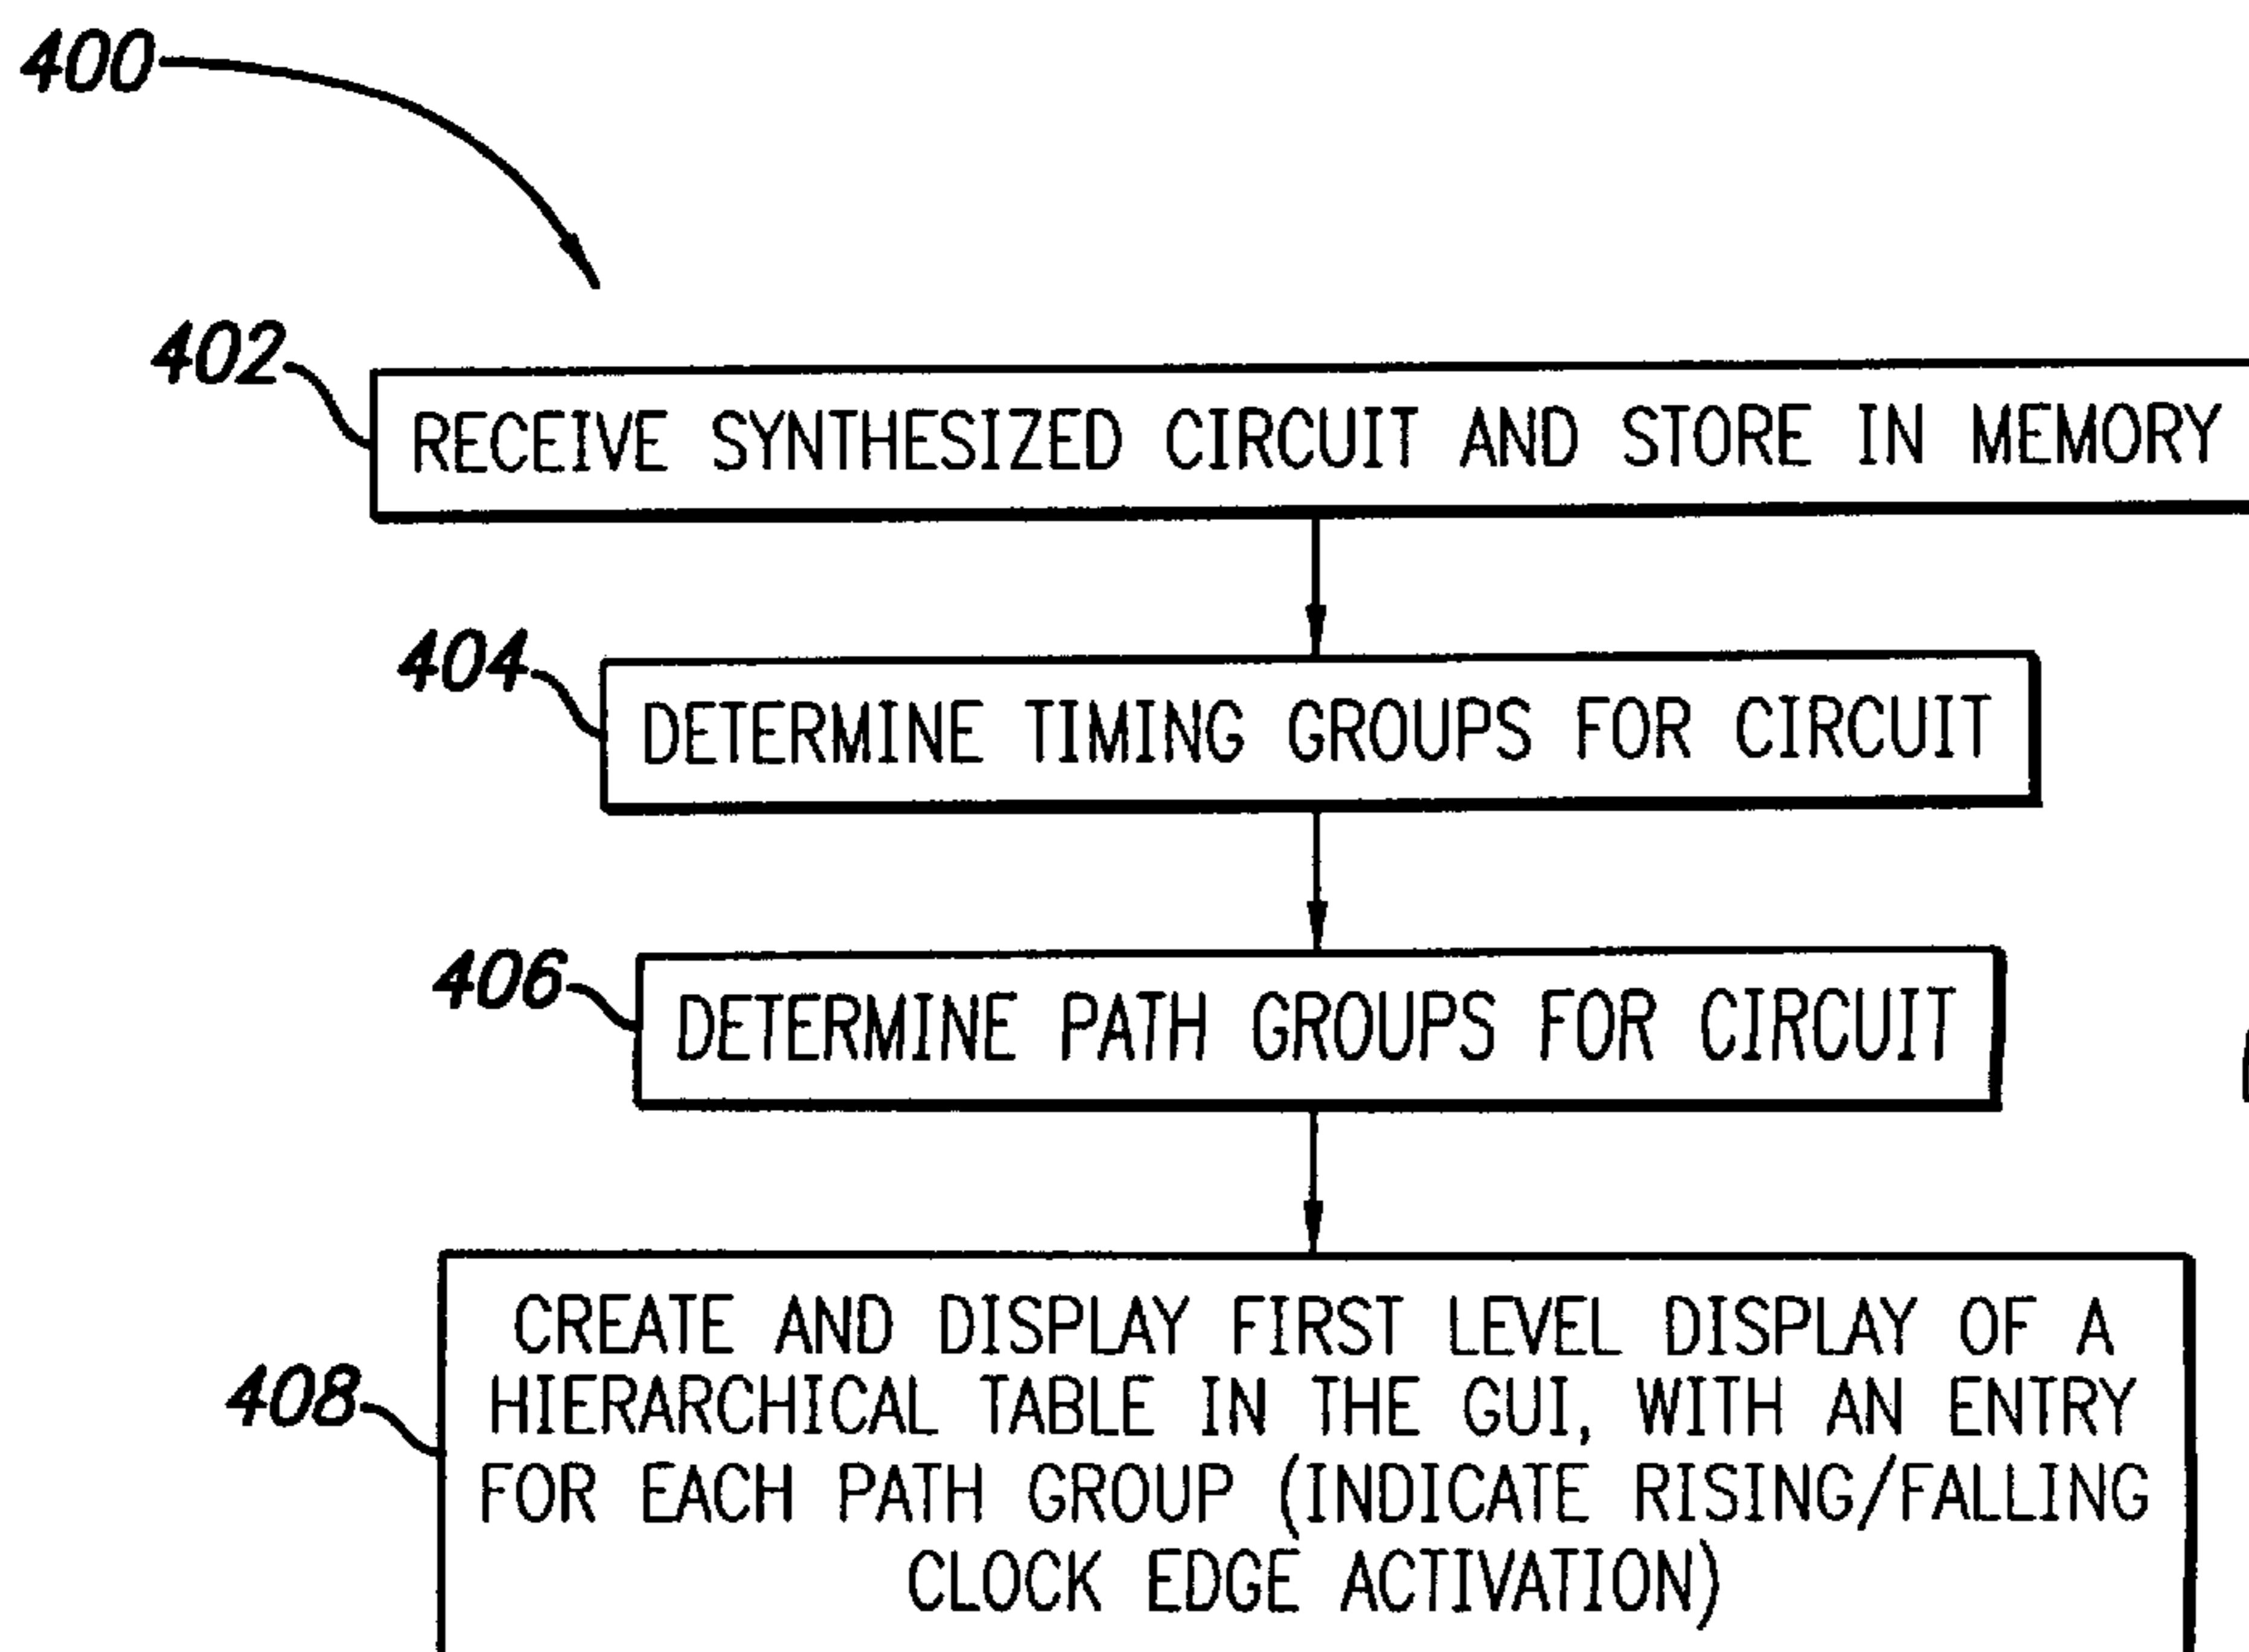 400
402
RECEIVE SYNTHESIZED CIRCUIT AND STORE IN MEMORY
404
DETERMINE TIMING GROUPS FOR CIRCUIT
406
DETERMINE PATH GROUPS FOR CIRCUIT
408
CREATE AND DISPLAY FIRST LEVEL DISPLAY OF A
HIERARCHICAL TABLE IN THE GUI, WITH AN ENTRY
FOR EACH PATH GROUP (INDICATE RISING/FALLING
CLOCK EDGE ACTIVATION)